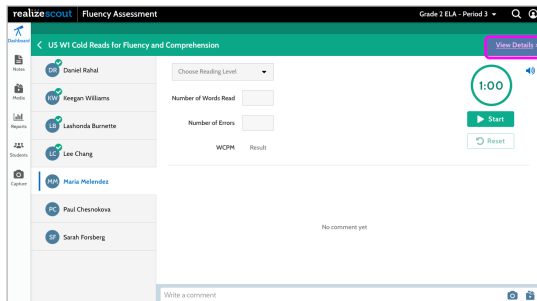 realize scout Fluency Assessment
Grade 2 ELA - Period 3
Dashboard
U5 W1 Cold Reads for Fluency and Comprehension
View Details
Notes
Media
Reports
Students
Capture
DR Daniel Rahal
KW Keegan Williams
LB Lashonda Burnette
LC Lee Chang
MM Maria Melendez
PC Paul Chesnokova
SF Sarah Forsberg
Choose Reading Level
Number of Words Read
Number of Errors
WCPM Result
1:00
Start
Reset
No comment yet
Write a comment